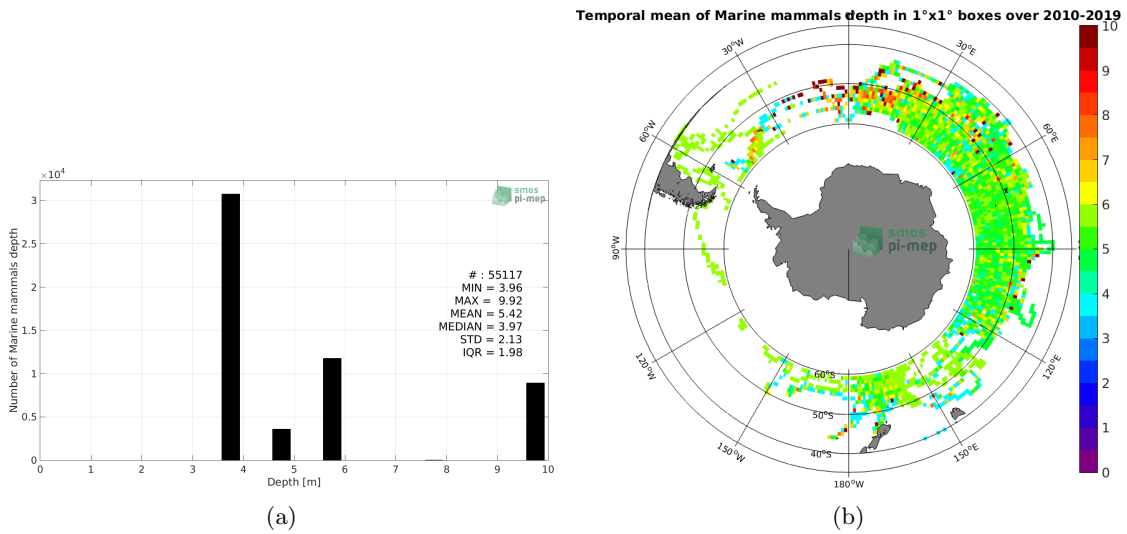 ×10⁴
3
2.5
2
1.5
1
0.5
0
Number of Marine mammals depth
smos
pi-mep
# : 55117
MIN = 3.96
MAX = 9.92
MEAN = 5.42
MEDIAN = 3.97
STD = 2.13
IQR = 1.98
0 1 2 3 4 5 6 7 8 9 10
Depth [m]
(a)
Temporal mean of Marine mammals depth in 1°x1° boxes over 2010-2019
30°W
30°E
60°W
60°E
90°W
smos
pi-mep
120°W
120°E
60°S
50°S
40°S
150°W
150°E
180°W
10
9
8
7
6
5
4
3
2
1
0
(b)